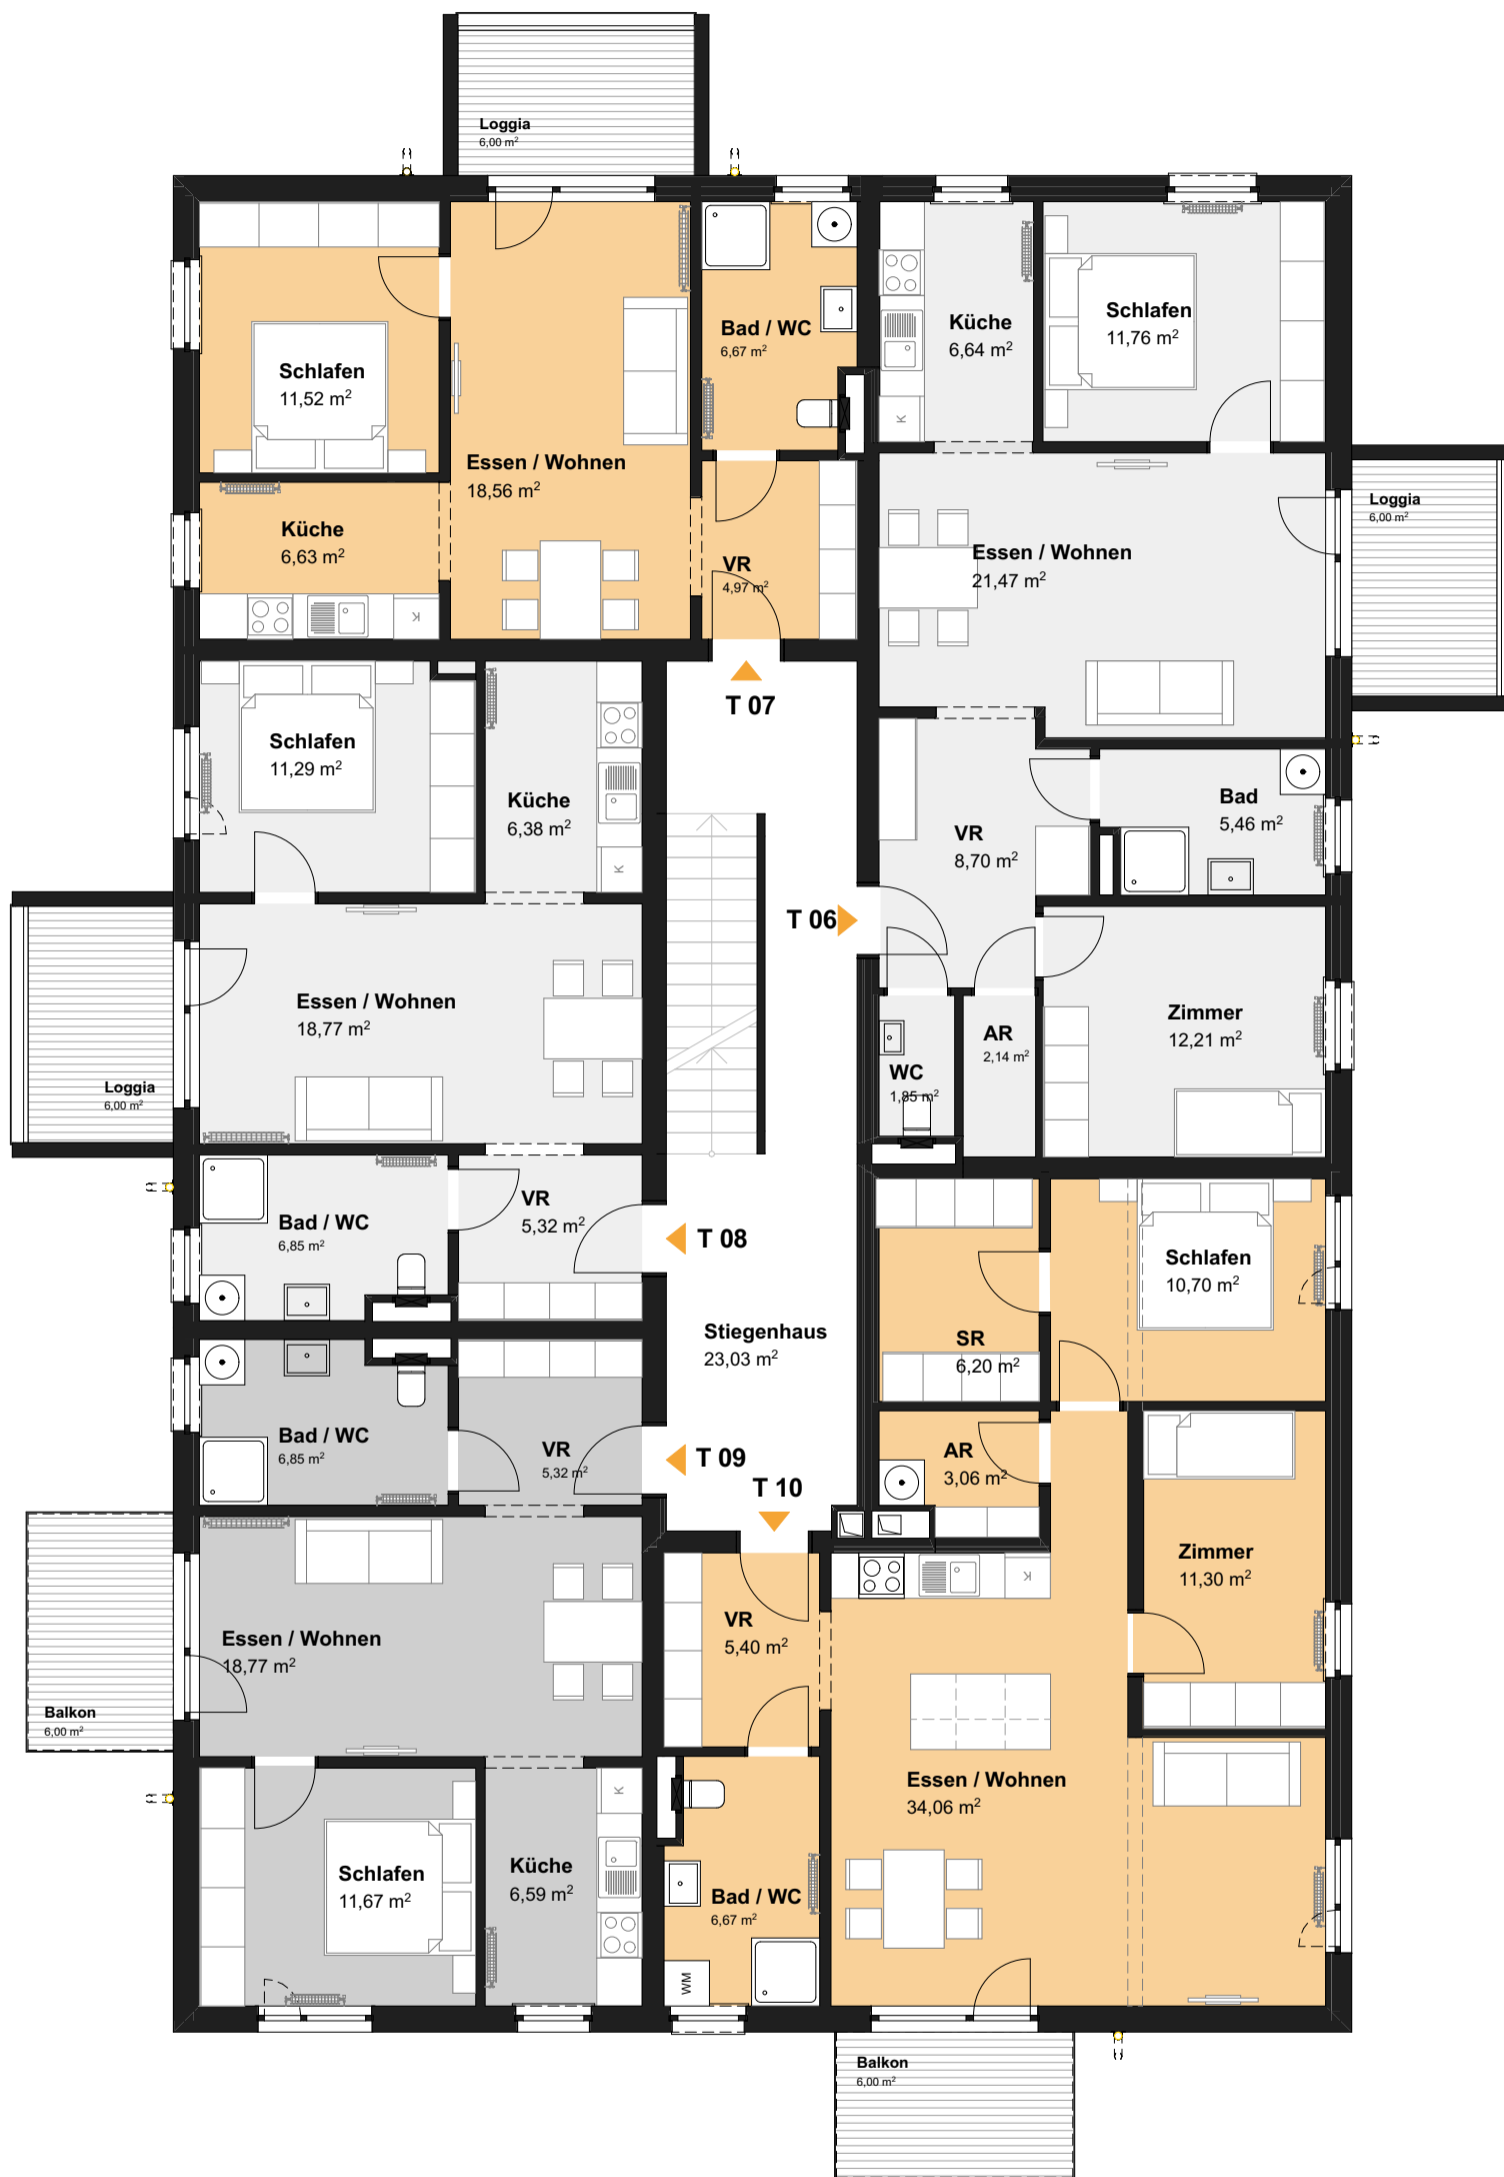 Loggia
6,00 m²
Schlafen
11,52 m²
Essen / Wohnen
18,56 m²
Bad / WC
6,67 m²
Küche
6,63 m²
K
VR
4,97 m²
T 07
Küche
6,64 m²
K
Schlafen
11,76 m²
Essen / Wohnen
21,47 m²
Loggia
6,00 m²
VR
8,70 m²
Bad
5,46 m²
T 06
WC
1,85 m²
AR
2,14 m²
Zimmer
12,21 m²
Schlafen
11,29 m²
Küche
6,38 m²
K
Essen / Wohnen
18,77 m²
Loggia
6,00 m²
Bad / WC
6,85 m²
VR
5,32 m²
T 08
Stiegenhaus
23,03 m²
Bad / WC
6,85 m²
VR
5,32 m²
T 09
T 10
Essen / Wohnen
18,77 m²
Balkon
6,00 m²
Schlafen
11,67 m²
Küche
6,59 m²
K
SR
6,20 m²
Schlafen
10,70 m²
AR
3,06 m²
Zimmer
11,30 m²
VR
5,40 m²
K
Essen / Wohnen
34,06 m²
Bad / WC
6,67 m²
WM
Balkon
6,00 m²